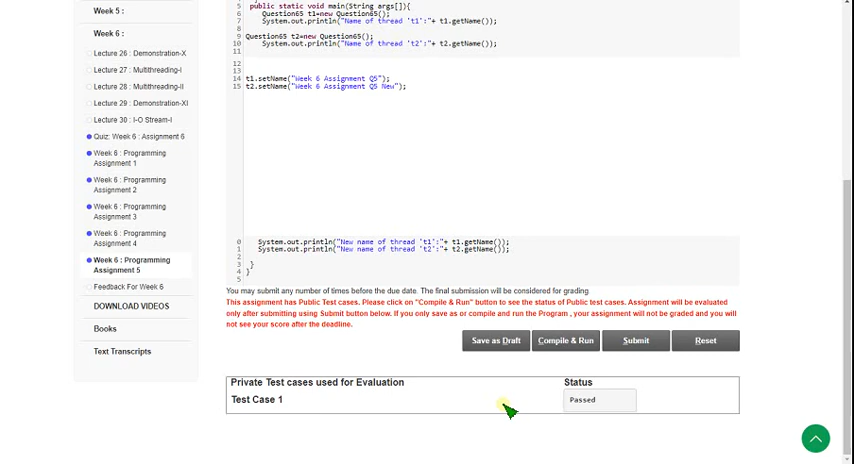 Week 5 :
Week 6 :
Lecture 26 : Demonstration-X
Lecture 27 : Multithreading-I
Lecture 28 : Multithreading-II
Lecture 29 : Demonstration-XI
Lecture 30 : I-O Stream-I
Quiz: Week 6 : Assignment 6
Week 6 : Programming
Assignment 1
Week 6 : Programming
Assignment 2
Week 6 : Programming
Assignment 3
Week 6 : Programming
Assignment 4
Week 6 : Programming
Assignment 5
Feedback For Week 6
DOWNLOAD VIDEOS
Books
Text Transcripts
5 public static void main(String args[]){
6 Question65 t1=new Question65();
7 System.out.println("Name of thread 't1':"+ t1.getName());
8
9 Question65 t2=new Question65();
10 System.out.println("Name of thread 't2':"+ t2.getName());
11
12
13
14 t1.setName("Week 6 Assignment Q5");
15 t2.setName("Week 6 Assignment Q5 New");
0 System.out.println("New name of thread 't1':"+ t1.getName());
1 System.out.println("New name of thread 't2':"+ t2.getName());
2
3 }
4 }
5
You may submit any number of times before the due date. The final submission will be considered for grading
This assignment has Public Test cases. Please click on "Compile & Run" button to see the status of Public test cases. Assignment will be evaluated
only after submitting using Submit button below. If you only save as or compile and run the Program , your assignment will not be graded and you will
not see your score after the deadline.
Save as Draft Compile & Run Submit Reset
Private Test cases used for Evaluation Status
Test Case 1 Passed